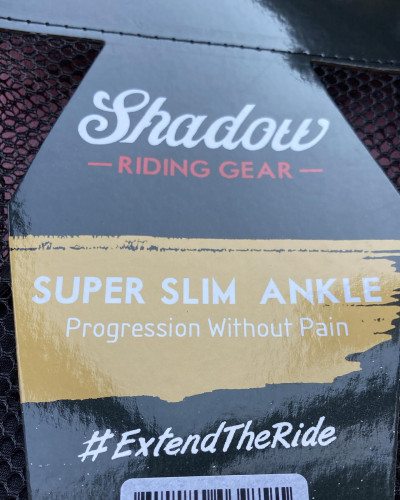 Shadow
RIDING GEAR
SUPER SLIM ANKLE
Progression Without Pain
#ExtendTheRide